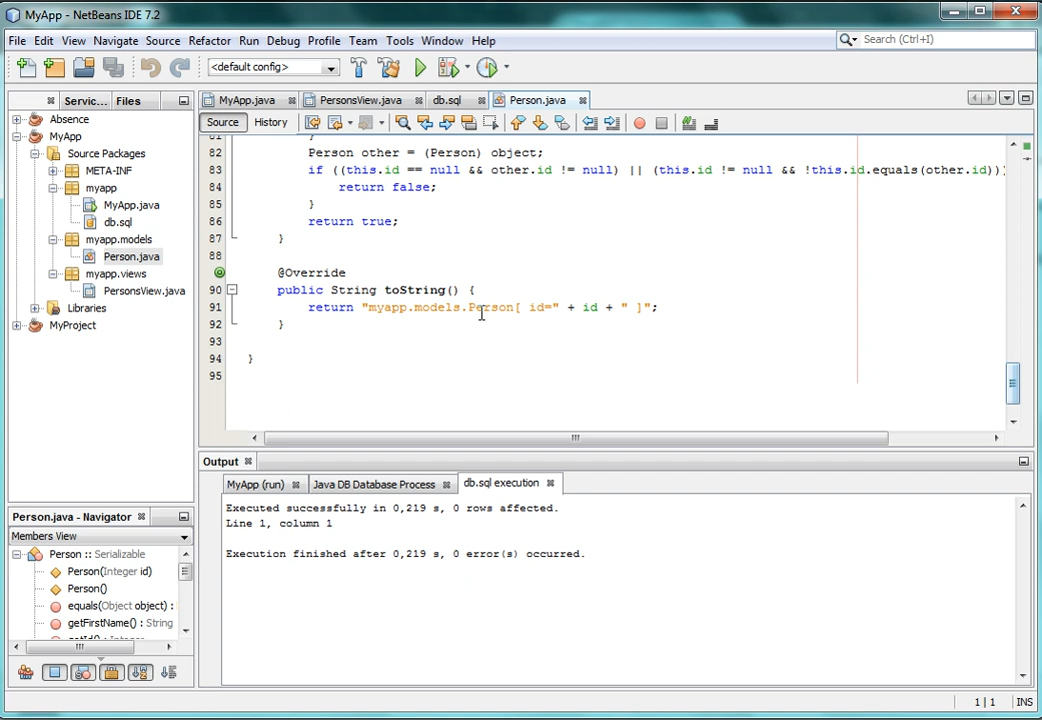 MyApp - NetBeans IDE 7.2
File Edit View Navigate Source Refactor Run Debug Profile Team Tools Window Help
Search (Ctrl+I)
<default config>
Servic... Files
MyApp.java PersonsView.java db.sql Person.java
Source History
Absence
MyApp
Source Packages
META-INF
myapp
MyApp.java
db.sql
myapp.models
Person.java
myapp.views
PersonsView.java
Libraries
MyProject
81 }
82 Person other = (Person) object;
83 if ((this.id == null && other.id != null) || (this.id != null && !this.id.equals(other.id)))
84 return false;
85 }
86 return true;
87 }
88
@Override
90 public String toString() {
91 return "myapp.models.Person[ id=" + id + " ]";
92 }
93
94 }
95
Output
MyApp (run) Java DB Database Process db.sql execution
Executed successfully in 0,219 s, 0 rows affected.
Line 1, column 1
Execution finished after 0,219 s, 0 error(s) occurred.
Person.java - Navigator
Members View
Person :: Serializable
Person(Integer id)
Person()
equals(Object object) :
getFirstName() : String
getId() : Integer
1 | 1 INS